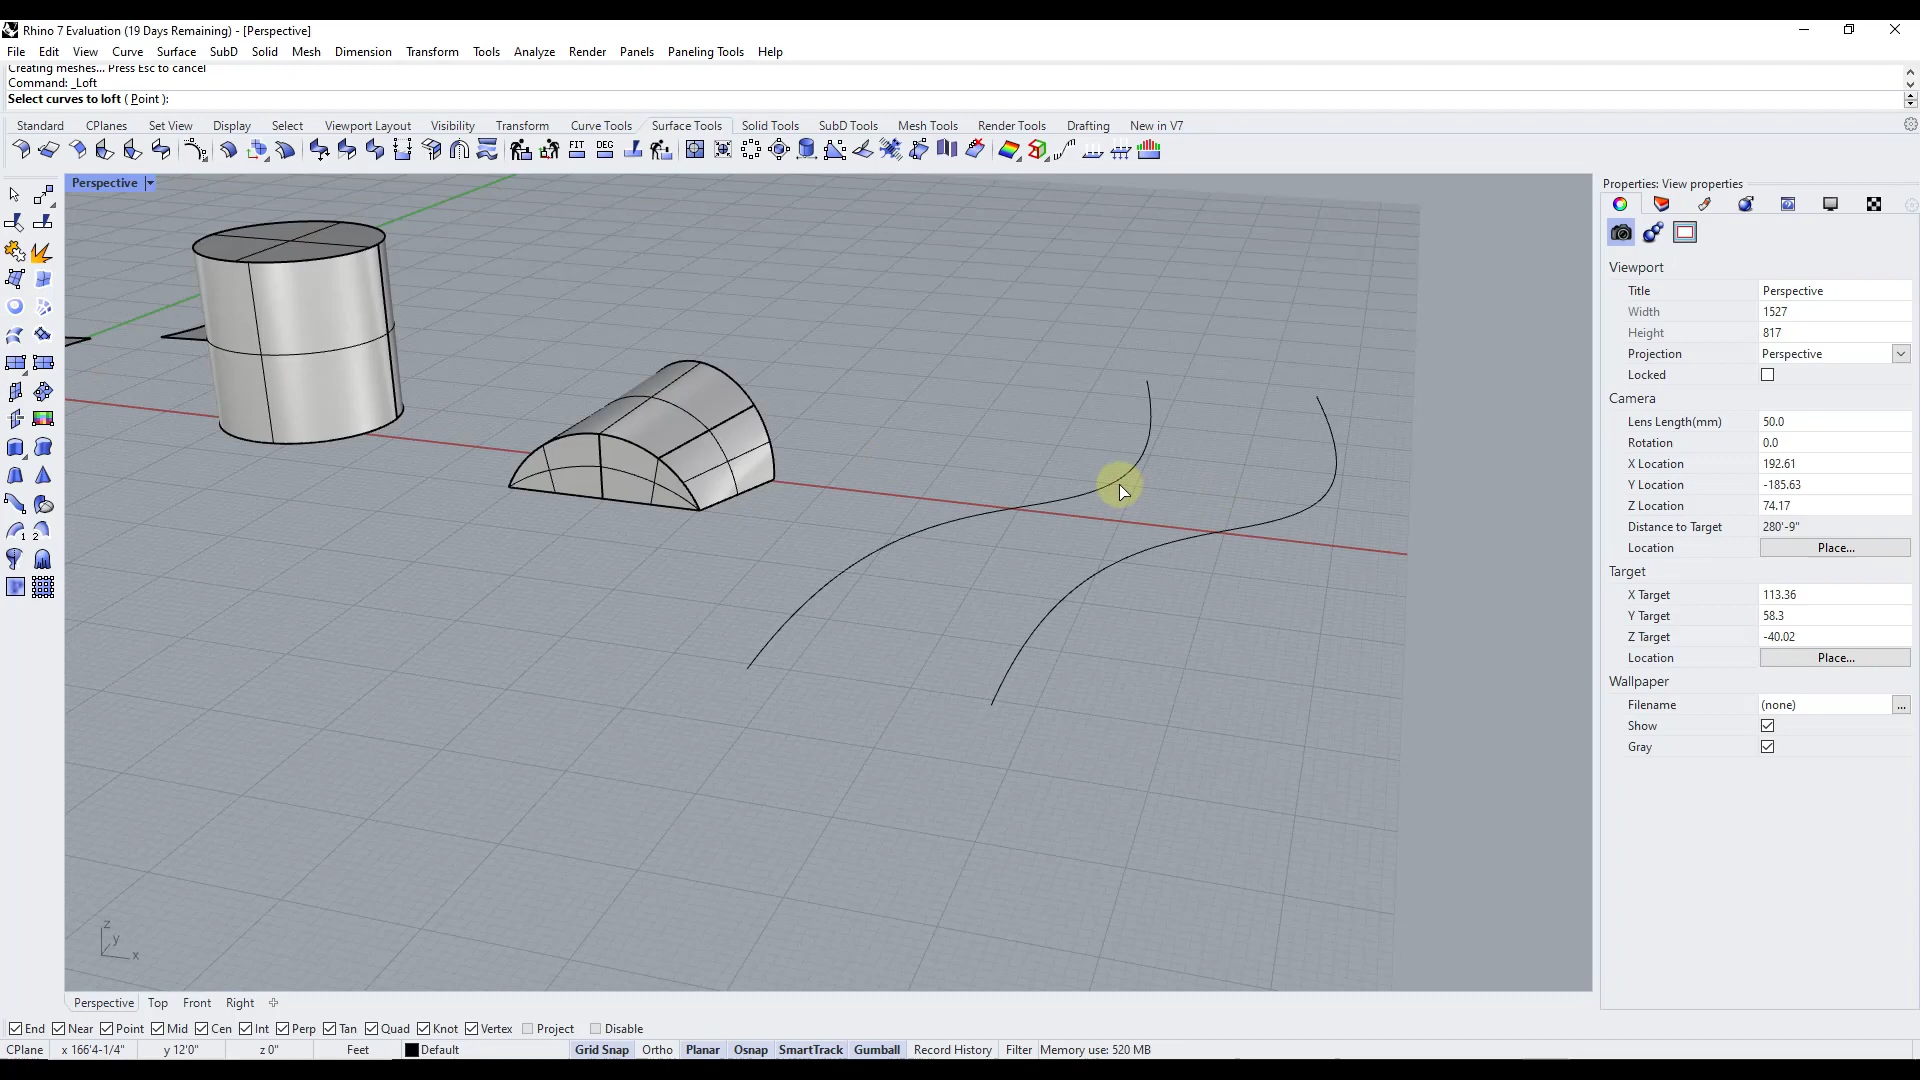 Rhino 7 Evaluation (19 Days Remaining) - [Perspective]
File Edit View Curve Surface SubD Solid Mesh Dimension Transform Tools Analyze Render Panels Paneling Tools Help
Creating meshes... Press Esc to cancel
Command: _Loft
Select curves to loft ( Point ):
Standard CPlanes Set View Display Select Viewport Layout Visibility Transform Curve Tools Surface Tools Solid Tools SubD Tools Mesh Tools Render Tools Drafting New in V7
FIT DEG
Perspective
Properties: View properties
Viewport
Title Perspective
Width 1527
Height 817
Projection Perspective
Locked
Camera
Lens Length(mm) 50.0
Rotation 0.0
X Location 192.61
Y Location -185.63
Z Location 74.17
Distance to Target 280'-9"
Location Place...
Target
X Target 113.36
Y Target 58.3
Z Target -40.02
Location Place...
Wallpaper
Filename (none) ...
Show
Gray
1 2
z
y
x
Perspective Top Front Right
End Near Point Mid Cen Int Perp Tan Quad Knot Vertex Project Disable
CPlane x 166'4-1/4" y 12'0" z 0" Feet Default Grid Snap Ortho Planar Osnap SmartTrack Gumball Record History Filter Memory use: 520 MB